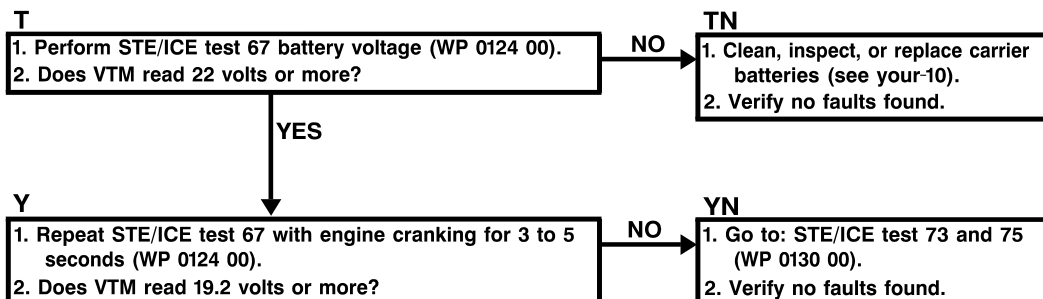 T
1. Perform STE/ICE test 67 battery voltage (WP 0124 00).
2. Does VTM read 22 volts or more?
NO
TN
1. Clean, inspect, or replace carrier
batteries (see your-10).
2. Verify no faults found.
YES
Y
1. Repeat STE/ICE test 67 with engine cranking for 3 to 5
seconds (WP 0124 00).
2. Does VTM read 19.2 volts or more?
NO
YN
1. Go to: STE/ICE test 73 and 75
(WP 0130 00).
2. Verify no faults found.